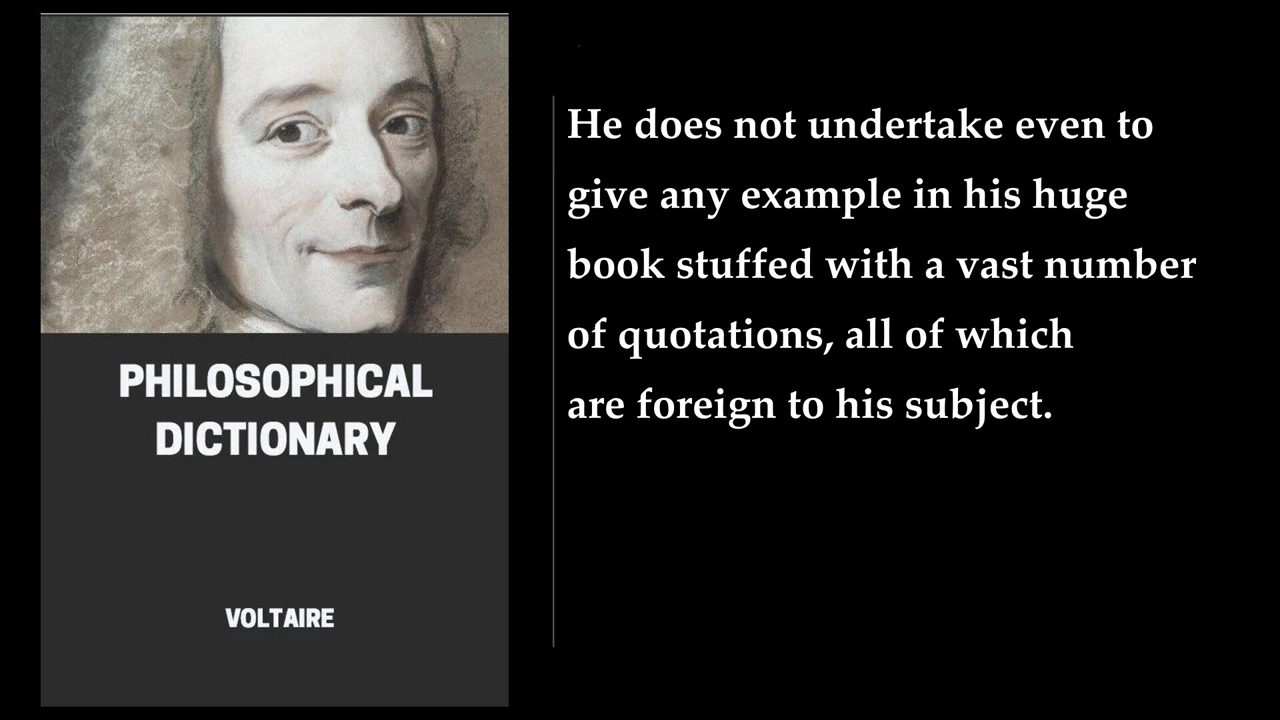 PHILOSOPHICAL
DICTIONARY
VOLTAIRE
He does not undertake even to
give any example in his huge
book stuffed with a vast number
of quotations, all of which
are foreign to his subject.